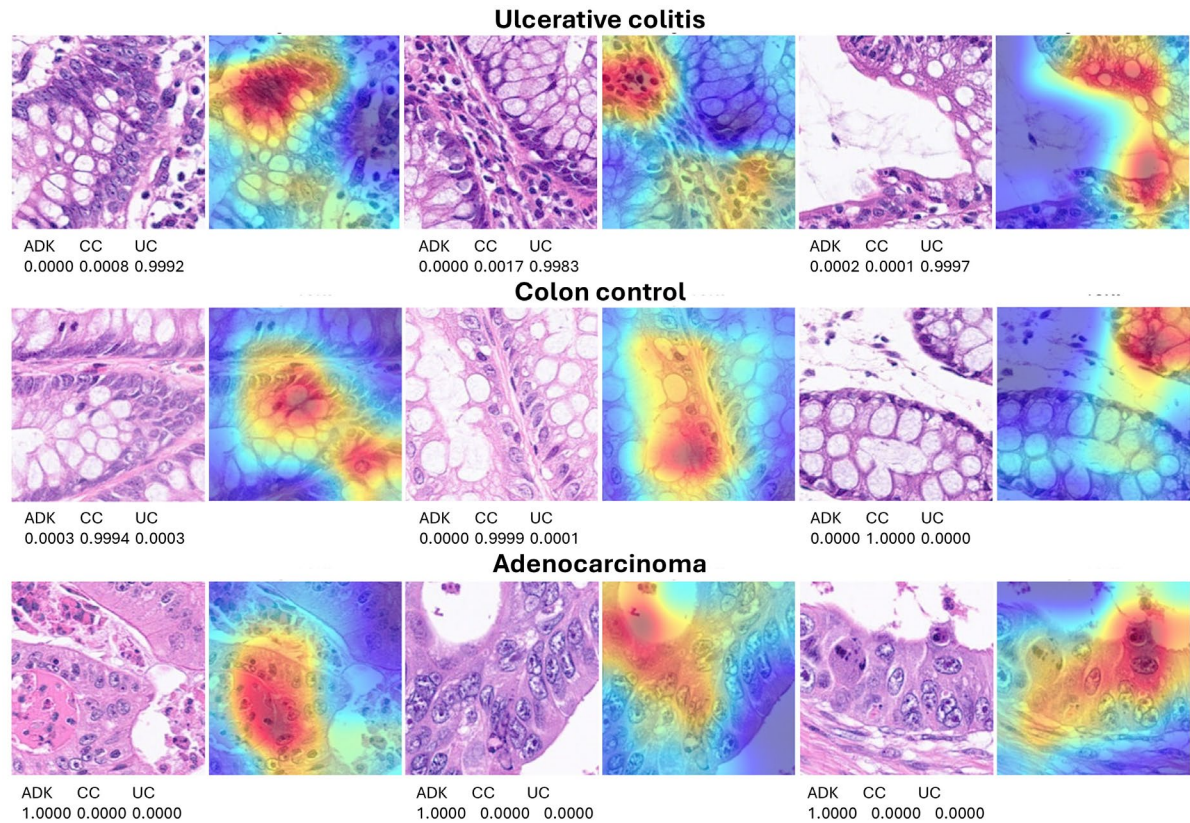 Ulcerative colitis
ADK CC UC ADK CC UC ADK CC UC
0.0000 0.0008 0.9992 0.0000 0.0017 0.9983 0.0002 0.0001 0.9997
Colon control
ADK CC UC ADK CC UC ADK CC UC
0.0003 0.9994 0.0003 0.0000 0.9999 0.0001 0.0000 1.0000 0.0000
Adenocarcinoma
ADK CC UC ADK CC UC ADK CC UC
1.0000 0.0000 0.0000 1.0000 0.0000 0.0000 1.0000 0.0000 0.0000